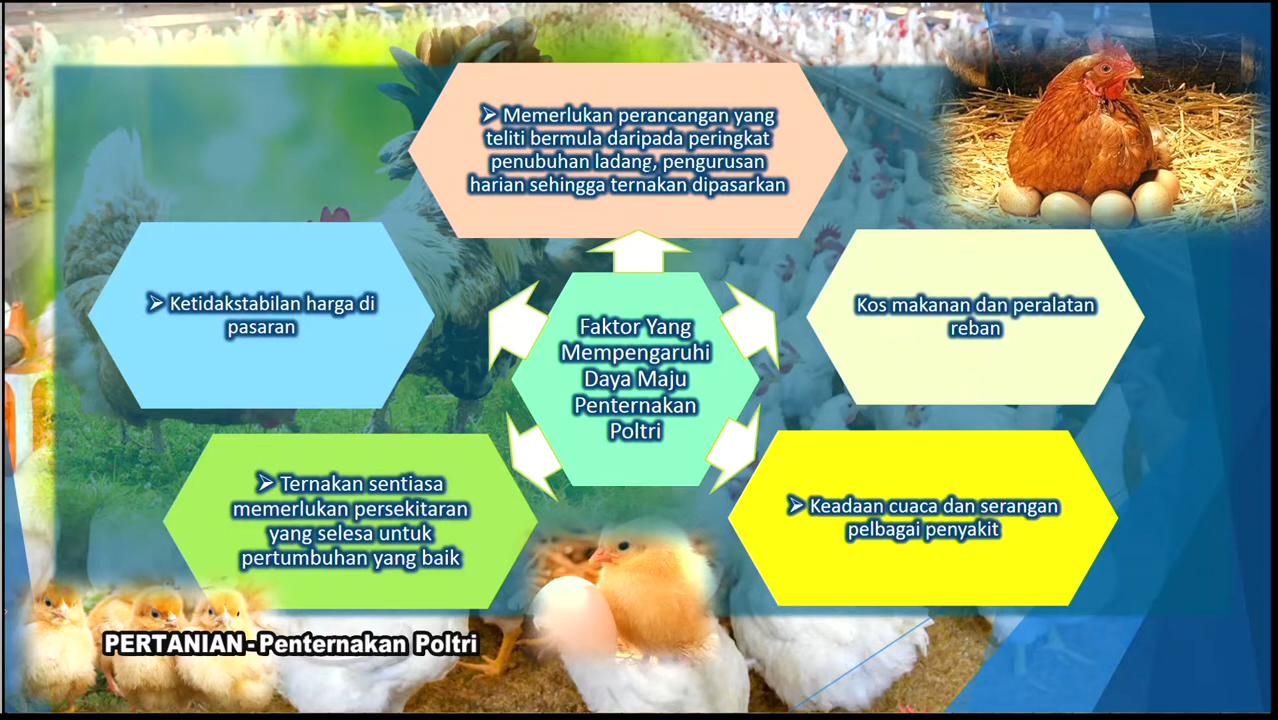 ➢ Memerlukan perancangan yang
teliti bermula daripada peringkat
penubuhan ladang, pengurusan
harian sehingga ternakan dipasarkan
➢ Ketidakstabilan harga di
pasaran
Kos makanan dan peralatan
reban
Faktor Yang
Mempengaruhi
Daya Maju
Penternakan
Poltri
➢ Ternakan sentiasa
memerlukan persekitaran
yang selesa untuk
pertumbuhan yang baik
➢ Keadaan cuaca dan serangan
pelbagai penyakit
PERTANIAN - Penternakan Poltri